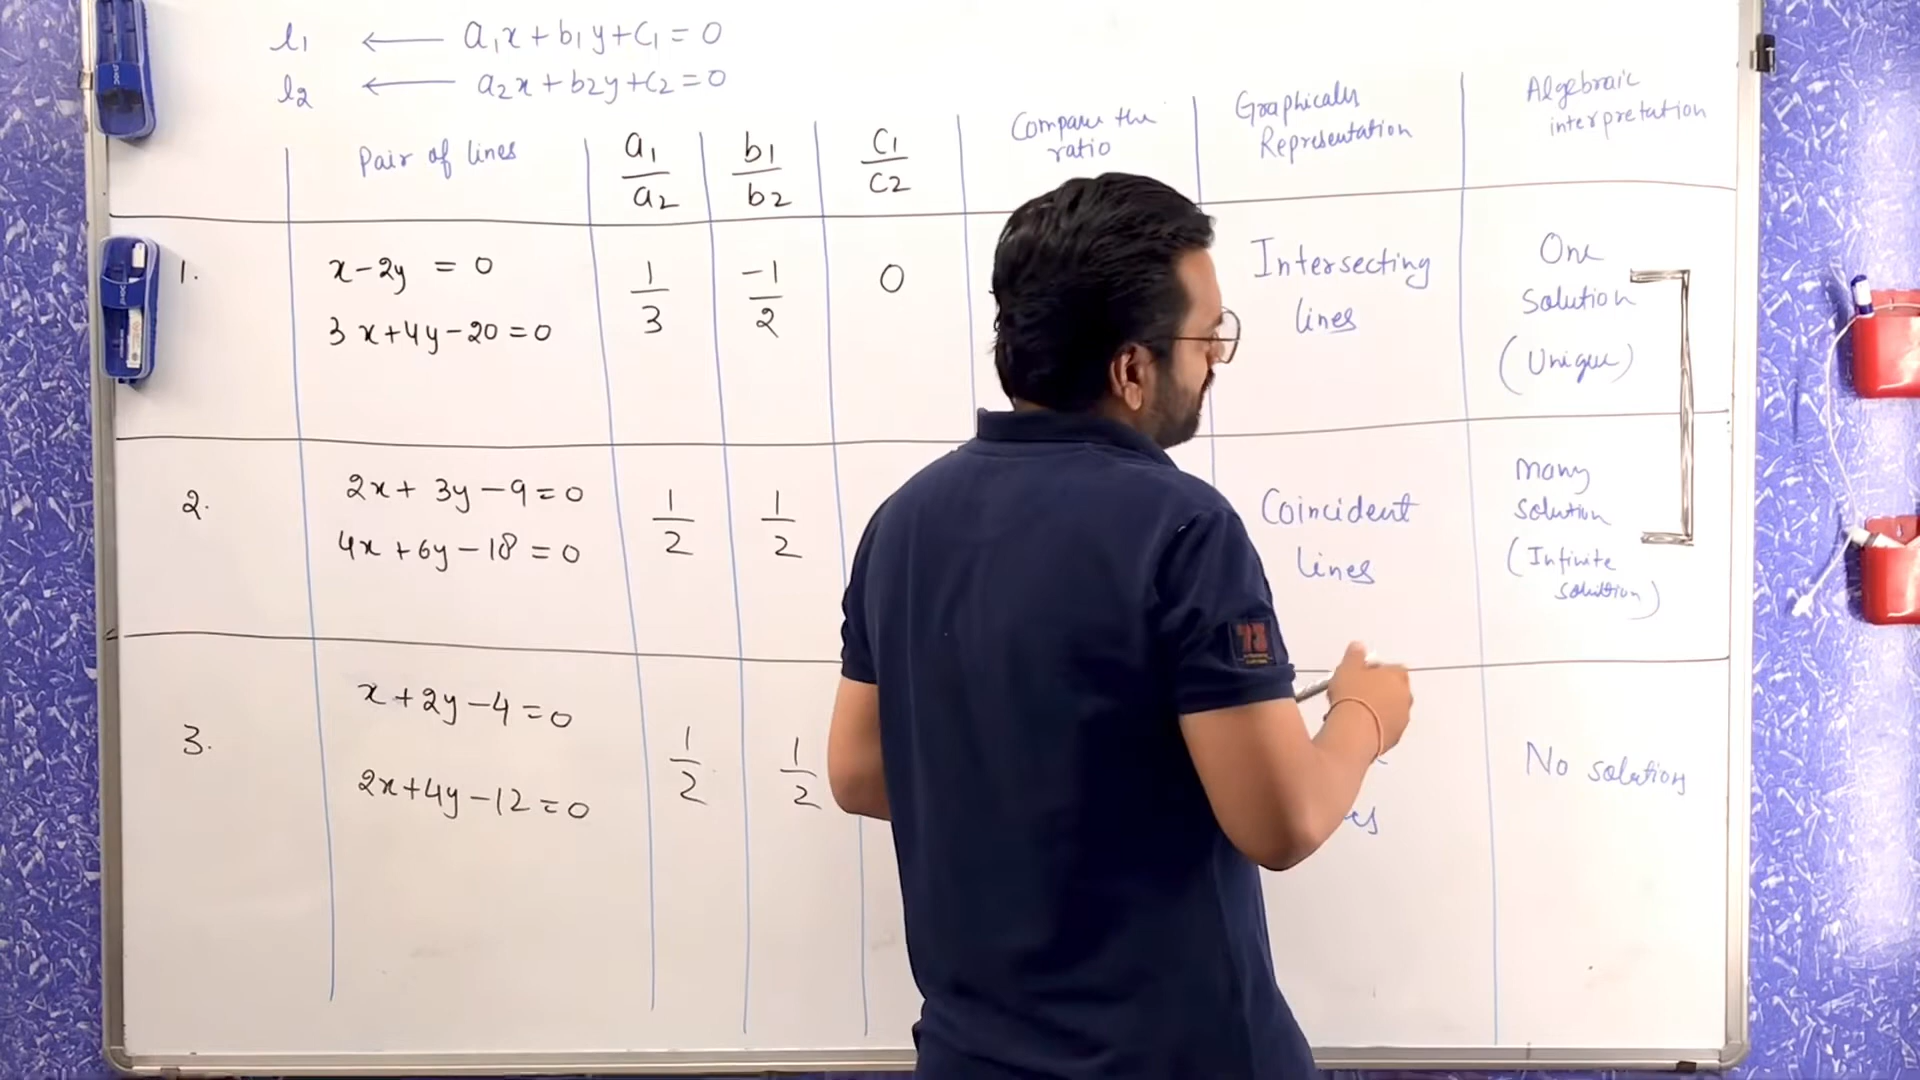 l1 ← a1x + b1y + C1 = 0
l2 ← a2x + b2y + C2 = 0
Pair of lines
a1
a2
b1
b2
C1
C2
Compare the
ratio
Graphically
Representation
Algebraic
interpretation
1.
x - 2y = 0
3x + 4y - 20 = 0
1
3
-1
2
0
Intersecting
lines
One
Solution
(Unique)
2.
2x + 3y - 9 = 0
4x + 6y - 18 = 0
1
2
1
2
Coincident
lines
many
solution
(Infinite
solution)
3.
x + 2y - 4 = 0
2x + 4y - 12 = 0
1
2
1
2
No solution